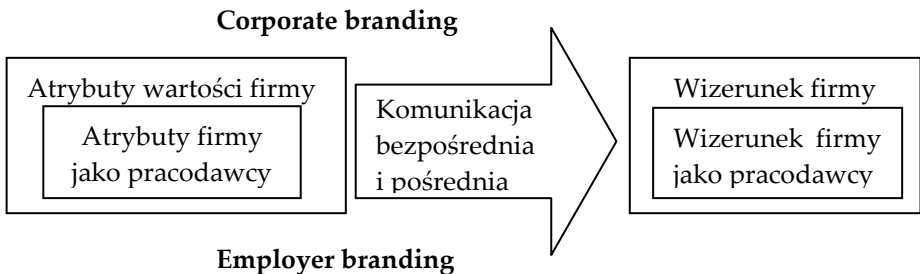 Corporate branding
Atrybuty wartości firmy
Atrybuty firmy
jako pracodawcy
Komunikacja
bezpośrednia
i pośrednia
Wizerunek firmy
Wizerunek firmy
jako pracodawcy
Employer branding